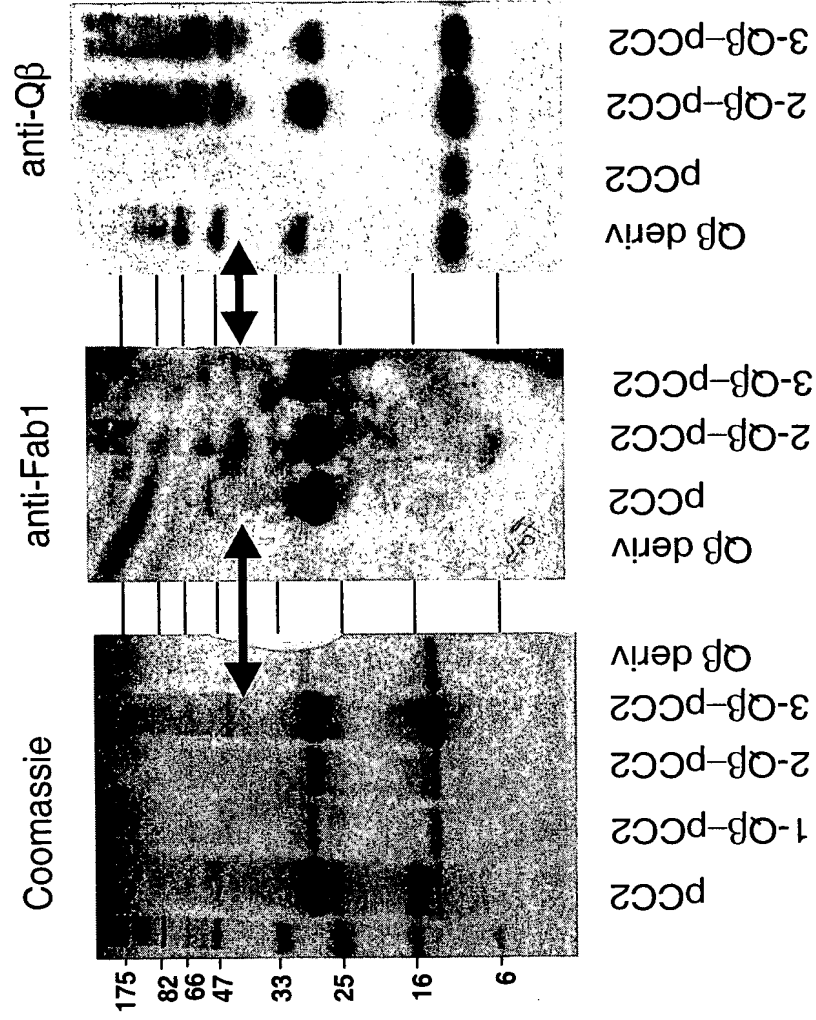 anti-Qβ
3-Qβ–pCC2
2-Qβ–pCC2
pCC2
Qβ deriv
anti-Fab1
3-Qβ–pCC2
2-Qβ–pCC2
pCC2
Qβ deriv
Coomassie
Qβ deriv
3-Qβ–pCC2
2-Qβ–pCC2
1-Qβ–pCC2
pCC2
175
82
66
47
33
25
16
6